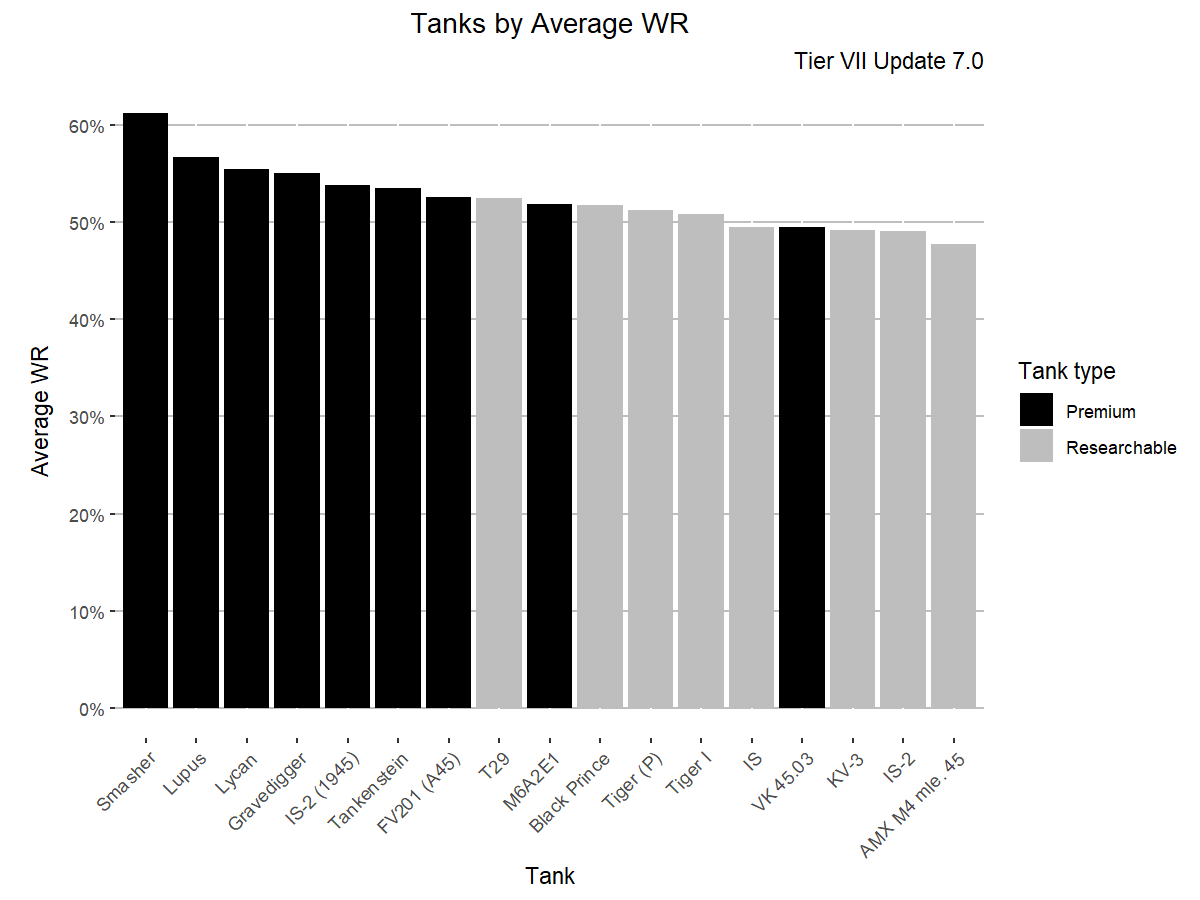 Tanks by Average WR
Tier VII Update 7.0
Average WR
60%
50%
40%
30%
20%
10%
0%
Smasher
Lupus
Lycan
Gravedigger
IS-2 (1945)
Tankenstein
FV201 (A45)
T29
M6A2E1
Black Prince
Tiger (P)
Tiger I
IS
VK 45.03
KV-3
IS-2
AMX M4 mle. 45
Tank
Tank type
Premium
Researchable